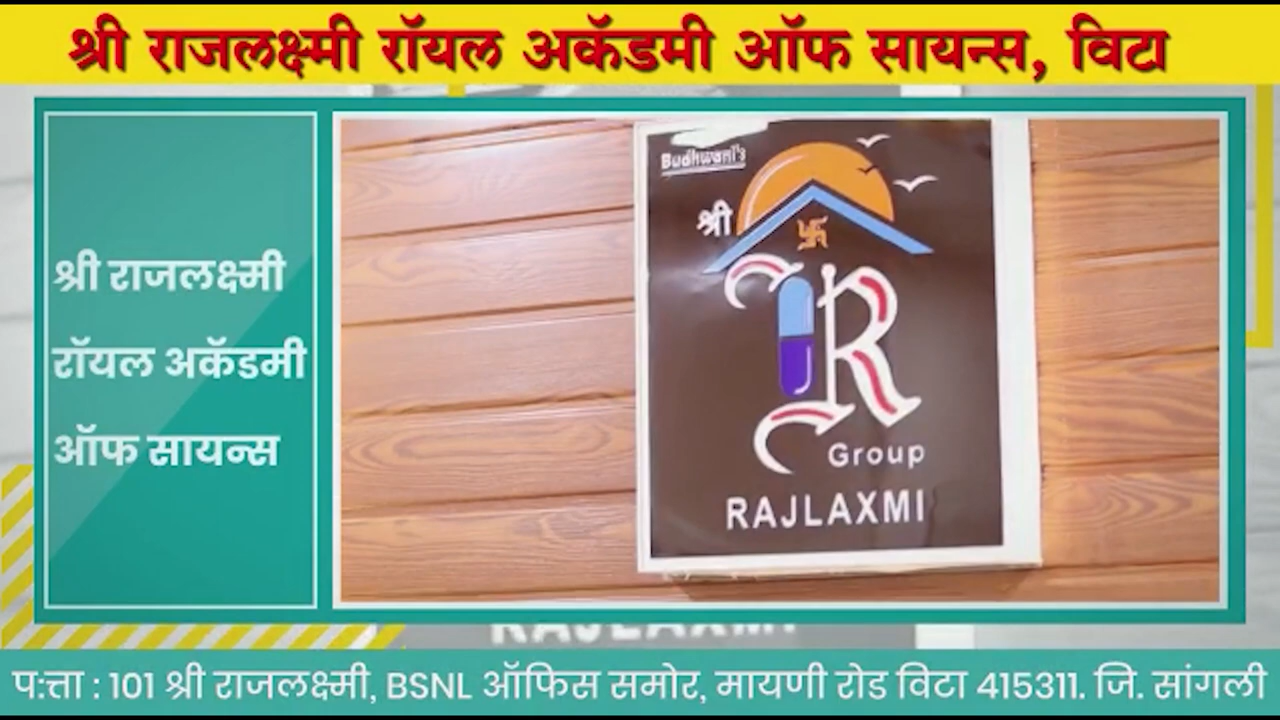 श्री राजलक्ष्मी रॉयल अकॅडमी ऑफ सायन्स, विटा
श्री राजलक्ष्मी
रॉयल अकॅडमी
ऑफ सायन्स
Budhwani's
श्री
R
Group
RAJLAXMI
RAJLAXMI
प:त्ता : 101 श्री राजलक्ष्मी, BSNL ऑफिस समोर, मायणी रोड विटा 415311. जि. सांगली